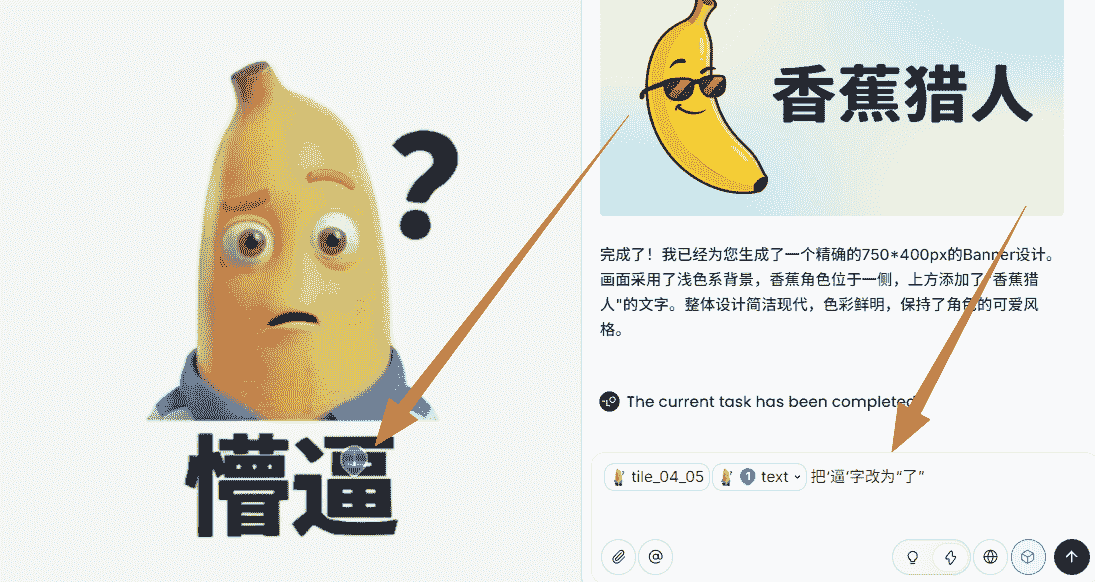 ?
懵逼
香蕉猎人
完成了！我已经为您生成了一个精确的750*400px的Banner设计。
画面采用了浅色系背景，香蕉角色位于一侧，上方添加了"香蕉猎
人"的文字。整体设计简洁现代，色彩鲜明，保持了角色的可爱风
格。
The current task has been completed
tile_04_05 1 text 把‘逼’字改为“了”